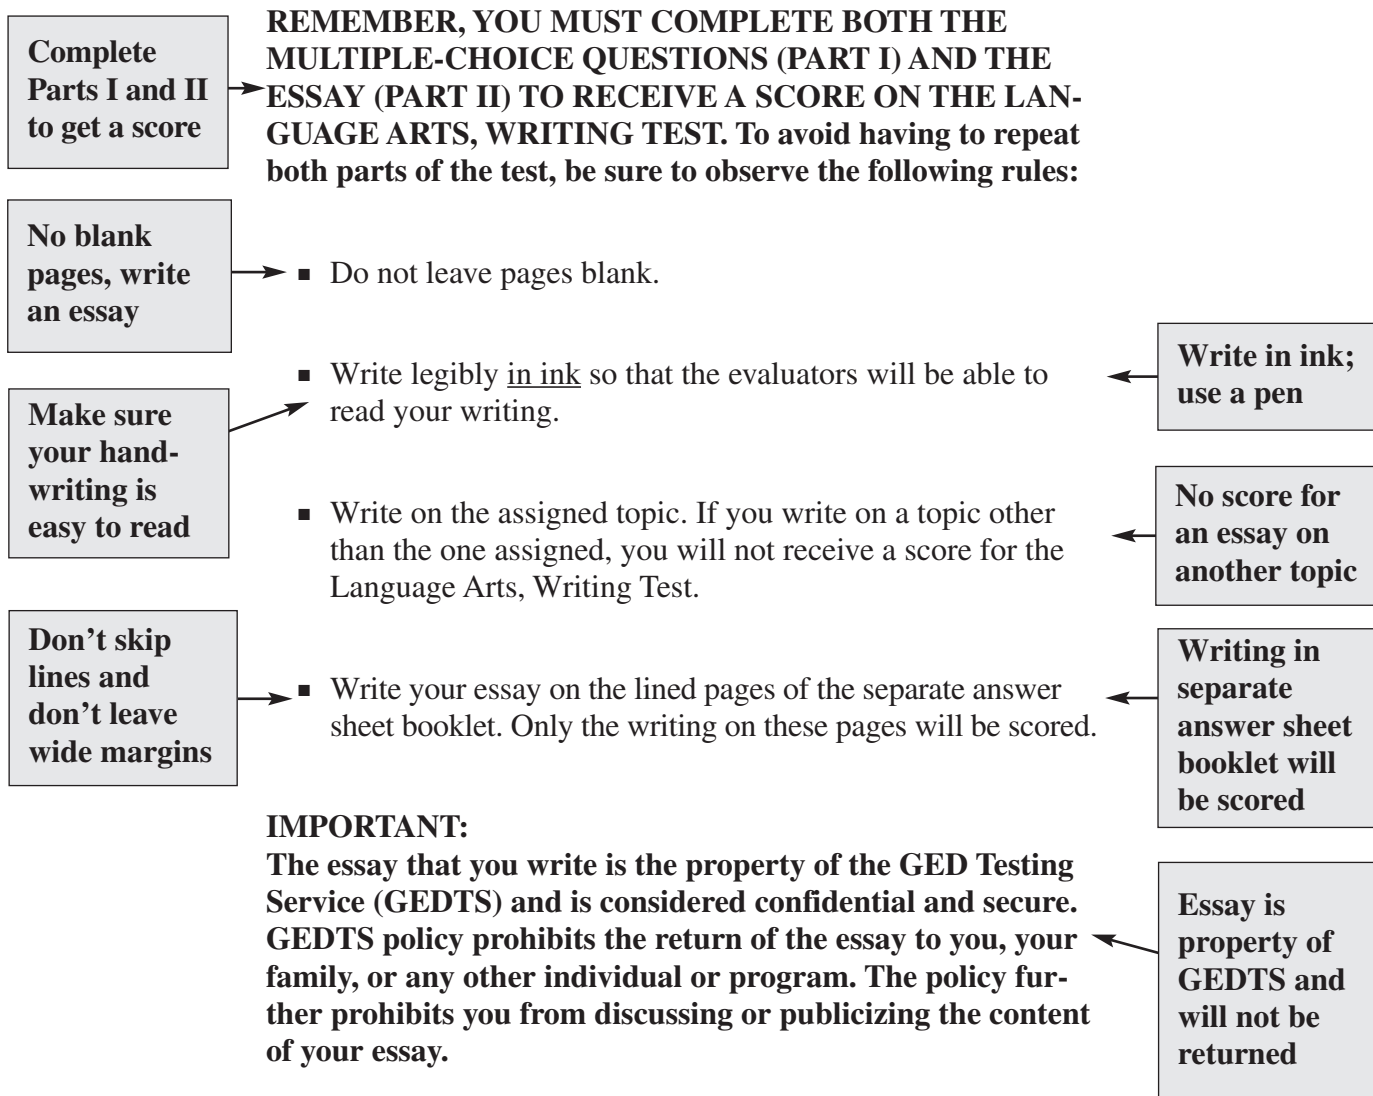 Complete
Parts I and II
to get a score
REMEMBER, YOU MUST COMPLETE BOTH THE
MULTIPLE-CHOICE QUESTIONS (PART I) AND THE
ESSAY (PART II) TO RECEIVE A SCORE ON THE LAN-
GUAGE ARTS, WRITING TEST. To avoid having to repeat
both parts of the test, be sure to observe the following rules:
No blank
pages, write
an essay
■ Do not leave pages blank.
Make sure
your hand-
writing is
easy to read
■ Write legibly in ink so that the evaluators will be able to
read your writing.
Write in ink;
use a pen
■ Write on the assigned topic. If you write on a topic other
than the one assigned, you will not receive a score for the
Language Arts, Writing Test.
No score for
an essay on
another topic
Don’t skip
lines and
don’t leave
wide margins
■ Write your essay on the lined pages of the separate answer
sheet booklet. Only the writing on these pages will be scored.
Writing in
separate
answer sheet
booklet will
be scored
IMPORTANT:
The essay that you write is the property of the GED Testing
Service (GEDTS) and is considered confidential and secure.
GEDTS policy prohibits the return of the essay to you, your
family, or any other individual or program. The policy fur-
ther prohibits you from discussing or publicizing the content
of your essay.
Essay is
property of
GEDTS and
will not be
returned